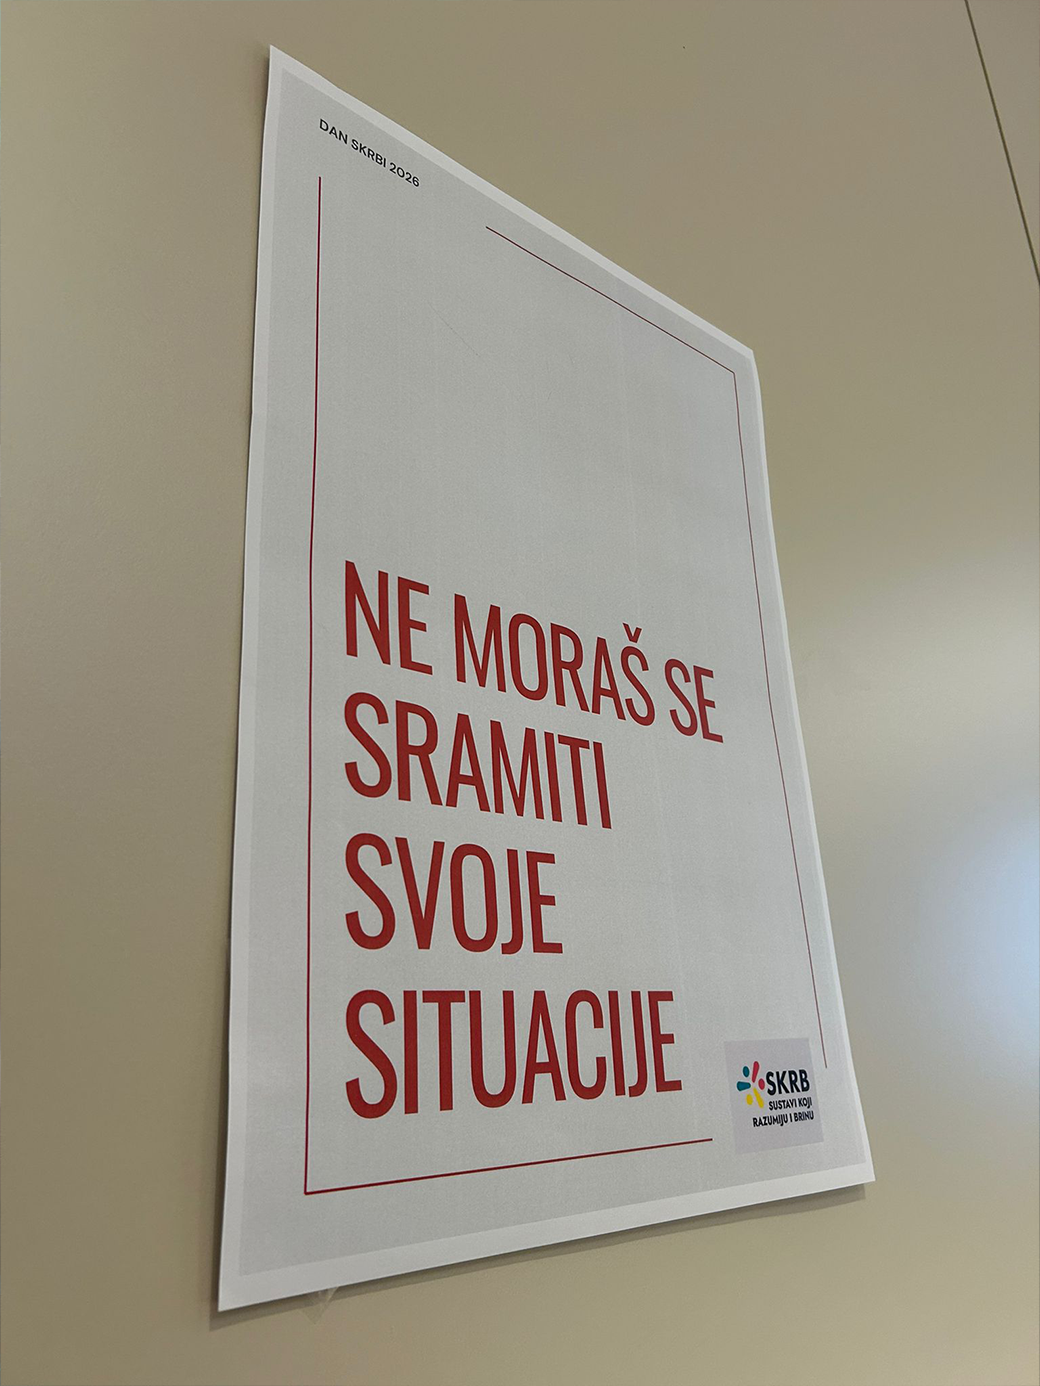 DAN SKRBI 2026
NE MORAŠ SE
SRAMITI
SVOJE
SITUACIJE
SKRB
SUSTAVI KOJI
RAZUMIJU I BRINU